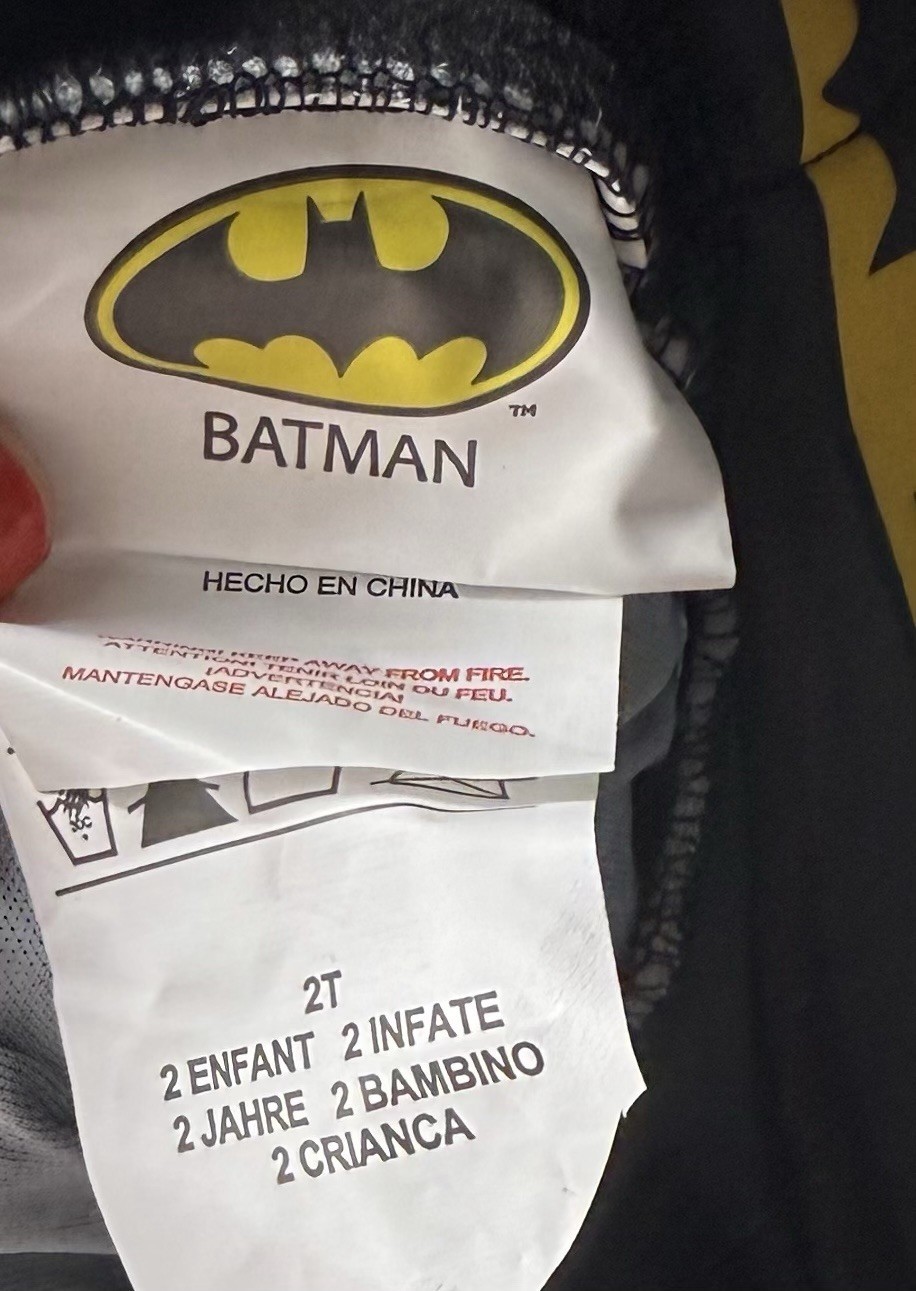 TM
BATMAN
HECHO EN CHINA
KEEP AWAY FROM FIRE.
ATTENTION! TENIR LOIN DU FEU.
¡ADVERTENCIA!
MANTENGASE ALEJADO DEL FUEGO.
2T
2 ENFANT 2 INFATE
2 JAHRE 2 BAMBINO
2 CRIANCA